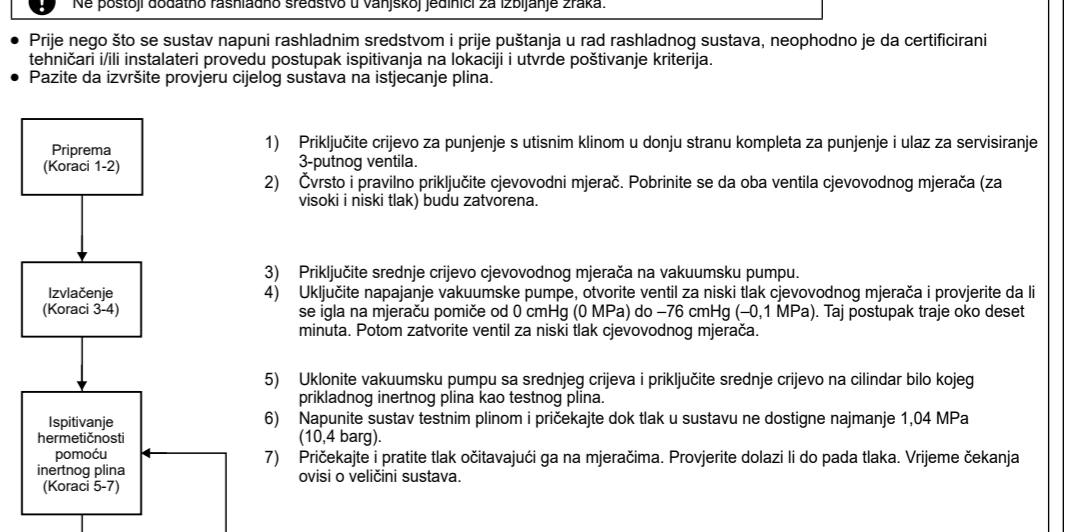 Ne postoji dodatno rashladno sredstvo u vanjskoj jedinici za izbijanje zraka.
● Prije nego što se sustav napuni rashladnim sredstvom i prije puštanja u rad rashladnog sustava, neophodno je da certificirani
tehničari i/ili instalateri provedu postupak ispitivanja na lokaciji i utvrde poštivanje kriterija.
● Pazite da izvršite provjeru cijelog sustava na istjecanje plina.
Priprema
(Koraci 1-2)
1) Priključite crijevo za punjenje s utisnim klinom u donju stranu kompleta za punjenje i ulaz za servisiranje
3-putnog ventila.
2) Čvrsto i pravilno priključite cjevovodni mjerač. Pobrinite se da oba ventila cjevovodnog mjerača (za
visoki i niski tlak) budu zatvorena.
Izvlačenje
(Koraci 3-4)
3) Priključite srednje crijevo cjevovodnog mjerača na vakuumsku pumpu.
4) Uključite napajanje vakuumske pumpe, otvorite ventil za niski tlak cjevovodnog mjerača i provjerite da li
se igla na mjeraču pomiče od 0 cmHg (0 MPa) do –76 cmHg (–0,1 MPa). Taj postupak traje oko deset
minuta. Potom zatvorite ventil za niski tlak cjevovodnog mjerača.
Ispitivanje
hermetičnosti
pomoću
inertnog plina
(Koraci 5-7)
5) Uklonite vakuumsku pumpu sa srednjeg crijeva i priključite srednje crijevo na cilindar bilo kojeg
prikladnog inertnog plina kao testnog plina.
6) Napunite sustav testnim plinom i pričekajte dok tlak u sustavu ne dostigne najmanje 1,04 MPa
(10,4 barg).
7) Pričekajte i pratite tlak očitavajući ga na mjeračima. Provjerite dolazi li do pada tlaka. Vrijeme čekanja
ovisi o veličini sustava.